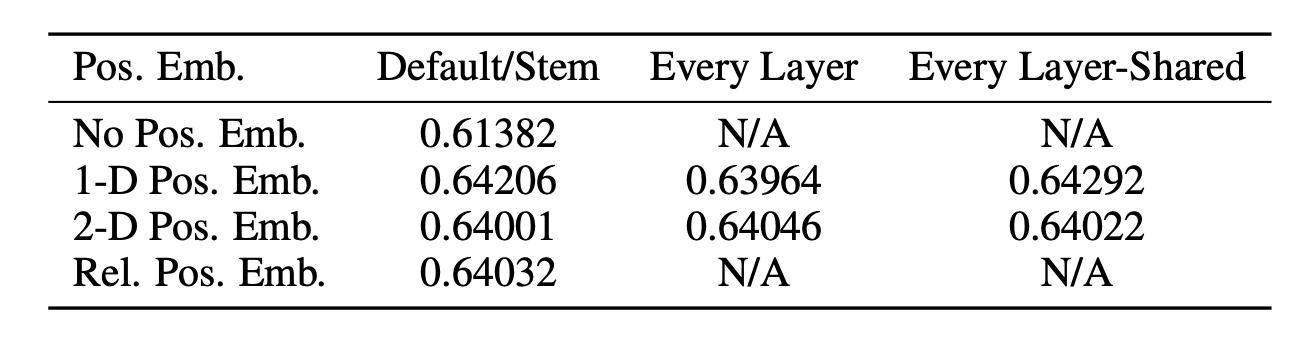 Pos. Emb. Default/Stem Every Layer Every Layer-Shared
No Pos. Emb. 0.61382 N/A N/A
1-D Pos. Emb. 0.64206 0.63964 0.64292
2-D Pos. Emb. 0.64001 0.64046 0.64022
Rel. Pos. Emb. 0.64032 N/A N/A